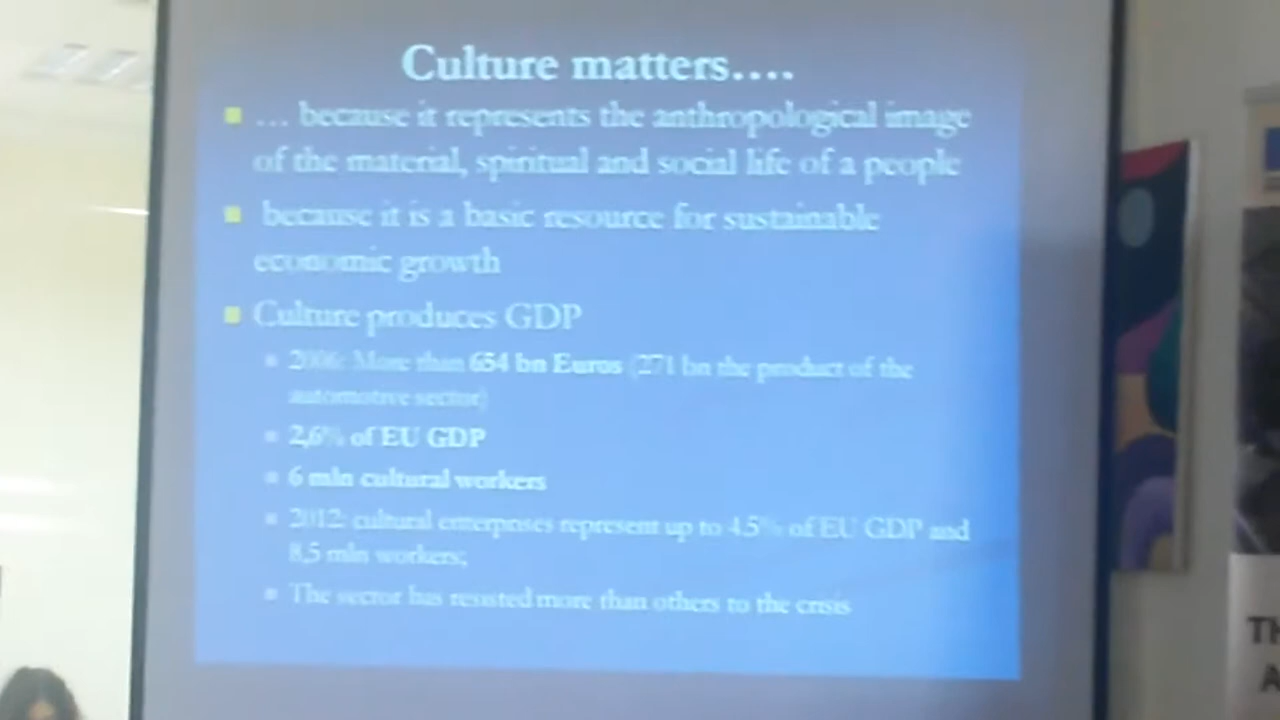 Culture matters....
... because it represents the anthropological image
of the material, spiritual and social life of a people
because it is a basic resource for sustainable
economic growth
Culture produces GDP
2006: More than 654 bn Euros (271 bn the product of the
automotive sector)
2,6% of EU GDP
6 mln cultural workers
2012: cultural enterprises represent up to 4.5% of EU GDP and
8,5 mln workers;
The sector has resisted more than others to the crisis